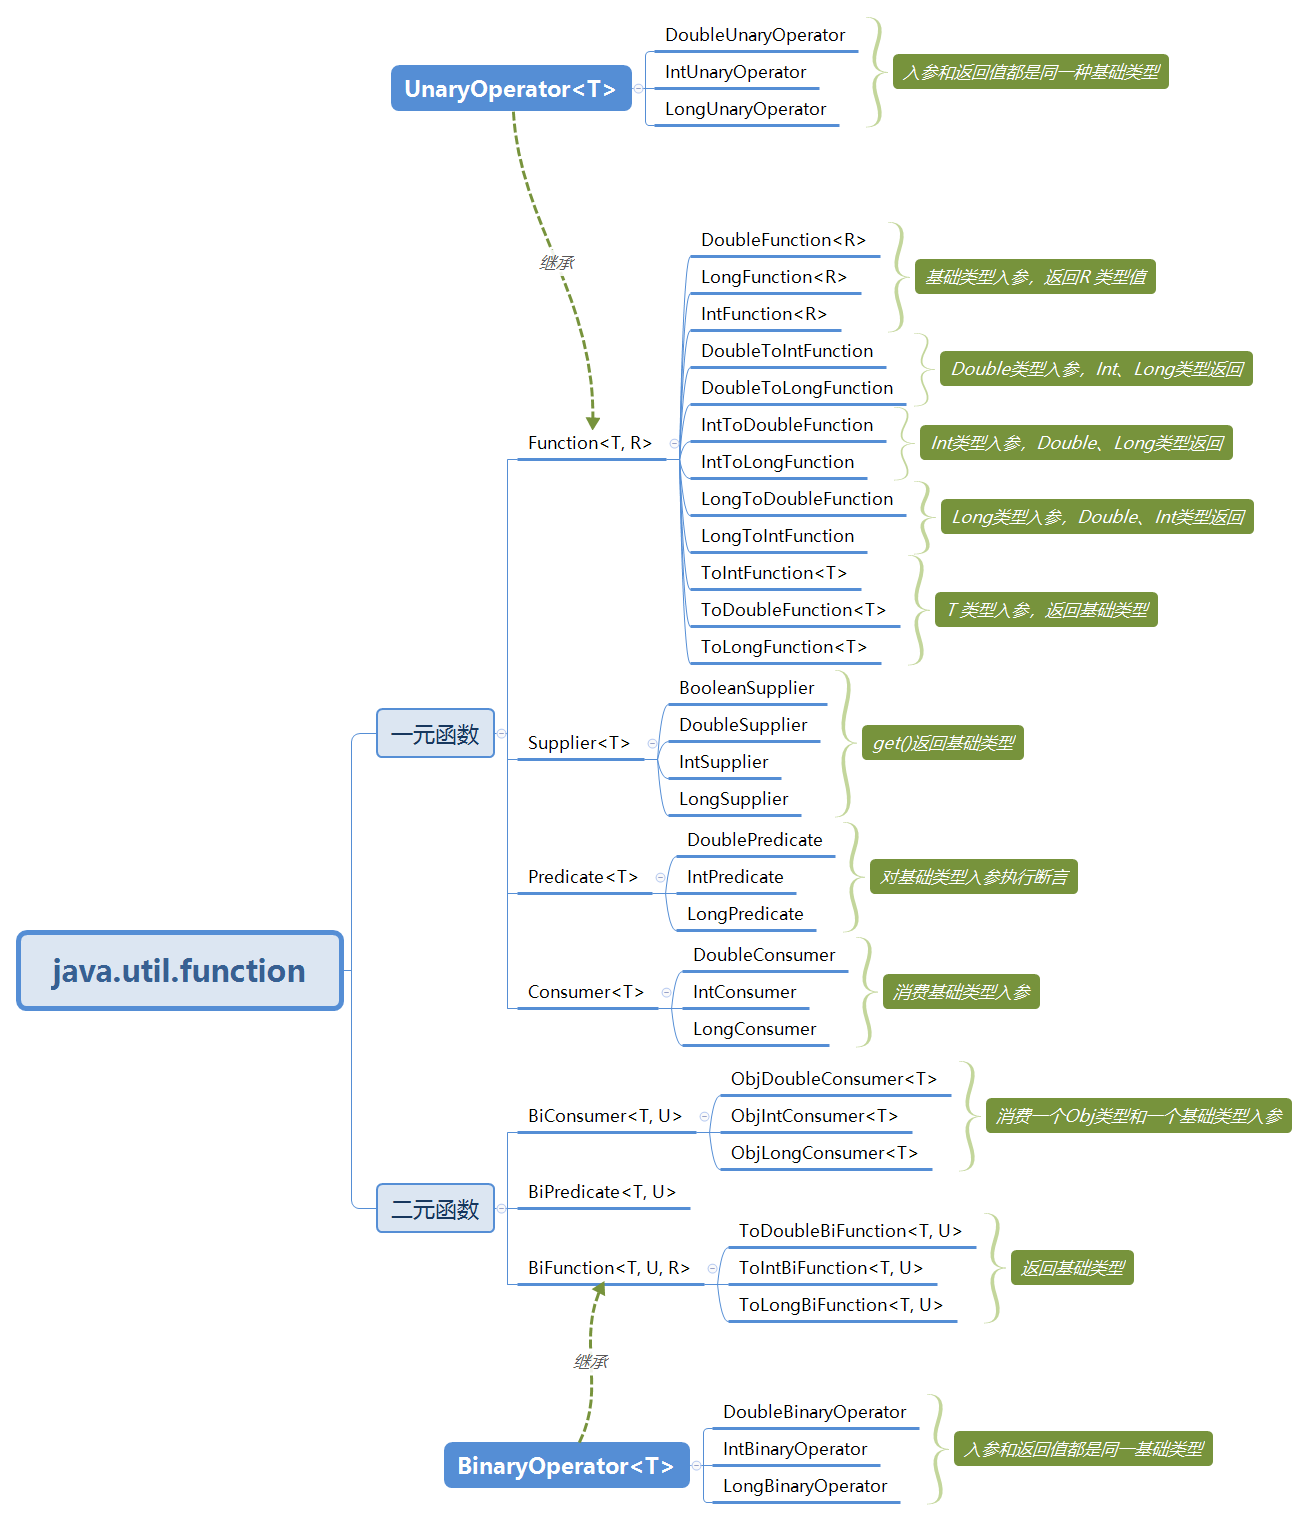 DoubleUnaryOperator
UnaryOperator<T>
IntUnaryOperator
LongUnaryOperator
入参和返回值都是同一种基础类型
继承
DoubleFunction<R>
LongFunction<R>
IntFunction<R>
基础类型入参，返回R 类型值
DoubleToIntFunction
DoubleToLongFunction
Double类型入参，Int、Long类型返回
Function<T, R>
IntToDoubleFunction
IntToLongFunction
Int类型入参，Double、Long类型返回
LongToDoubleFunction
LongToIntFunction
Long类型入参，Double、Int类型返回
ToIntFunction<T>
ToDoubleFunction<T>
ToLongFunction<T>
T 类型入参，返回基础类型
一元函数
Supplier<T>
BooleanSupplier
DoubleSupplier
IntSupplier
LongSupplier
get()返回基础类型
Predicate<T>
DoublePredicate
IntPredicate
LongPredicate
对基础类型入参执行断言
java.util.function
Consumer<T>
DoubleConsumer
IntConsumer
LongConsumer
消费基础类型入参
BiConsumer<T, U>
ObjDoubleConsumer<T>
ObjIntConsumer<T>
ObjLongConsumer<T>
消费一个Obj类型和一个基础类型入参
二元函数
BiPredicate<T, U>
BiFunction<T, U, R>
ToDoubleBiFunction<T, U>
ToIntBiFunction<T, U>
ToLongBiFunction<T, U>
返回基础类型
继承
BinaryOperator<T>
DoubleBinaryOperator
IntBinaryOperator
LongBinaryOperator
入参和返回值都是同一基础类型